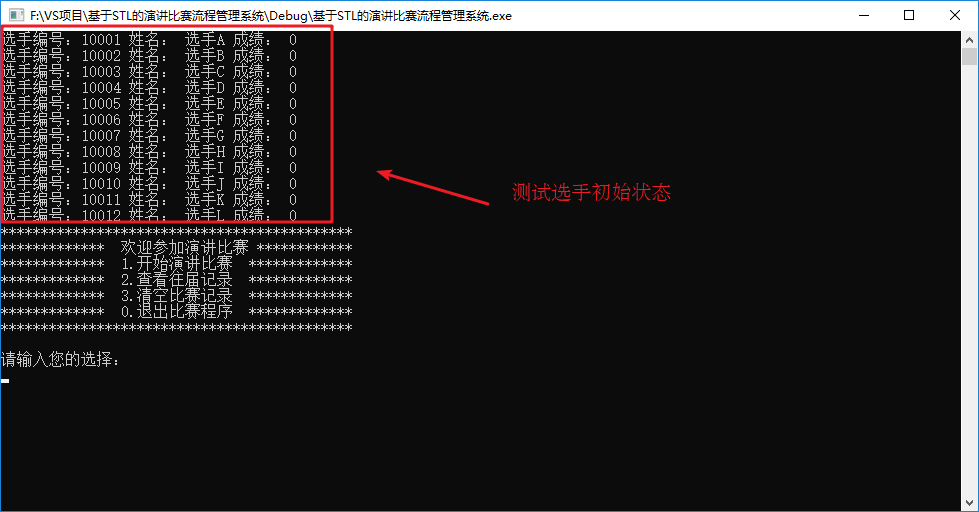 F:\VS项目\基于STL的演讲比赛流程管理系统\Debug\基于STL的演讲比赛流程管理系统.exe
选手编号: 10001 姓名: 选手A 成绩: 0
选手编号: 10002 姓名: 选手B 成绩: 0
选手编号: 10003 姓名: 选手C 成绩: 0
选手编号: 10004 姓名: 选手D 成绩: 0
选手编号: 10005 姓名: 选手E 成绩: 0
选手编号: 10006 姓名: 选手F 成绩: 0
选手编号: 10007 姓名: 选手G 成绩: 0
选手编号: 10008 姓名: 选手H 成绩: 0
选手编号: 10009 姓名: 选手I 成绩: 0
选手编号: 10010 姓名: 选手J 成绩: 0
选手编号: 10011 姓名: 选手K 成绩: 0
选手编号: 10012 姓名: 选手L 成绩: 0
测试选手初始状态
********************************************
*************  欢迎参加演讲比赛 ************
*************  1.开始演讲比赛  *************
*************  2.查看往届记录  *************
*************  3.清空比赛记录  *************
*************  0.退出比赛程序  *************
********************************************
请输入您的选择: